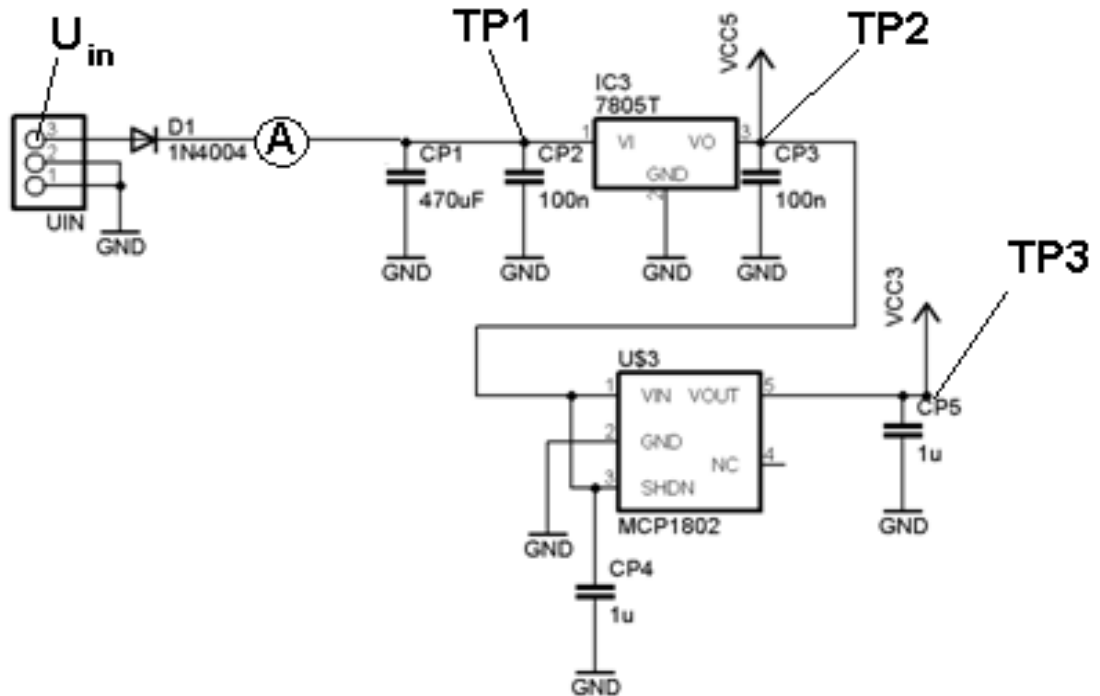 U in
TP1
TP2
VCC5
IC3
7805T
3
2
1
D1
1N4004
A
1
VI
VO
3
GND
2
CP1
470uF
CP2
100n
CP3
100n
UIN
GND
GND
GND
GND
GND
TP3
VCC3
U$3
1
VIN
VOUT
5
2
GND
NC
4
3
SHDN
MCP1802
CP5
1u
GND
GND
CP4
1u
GND